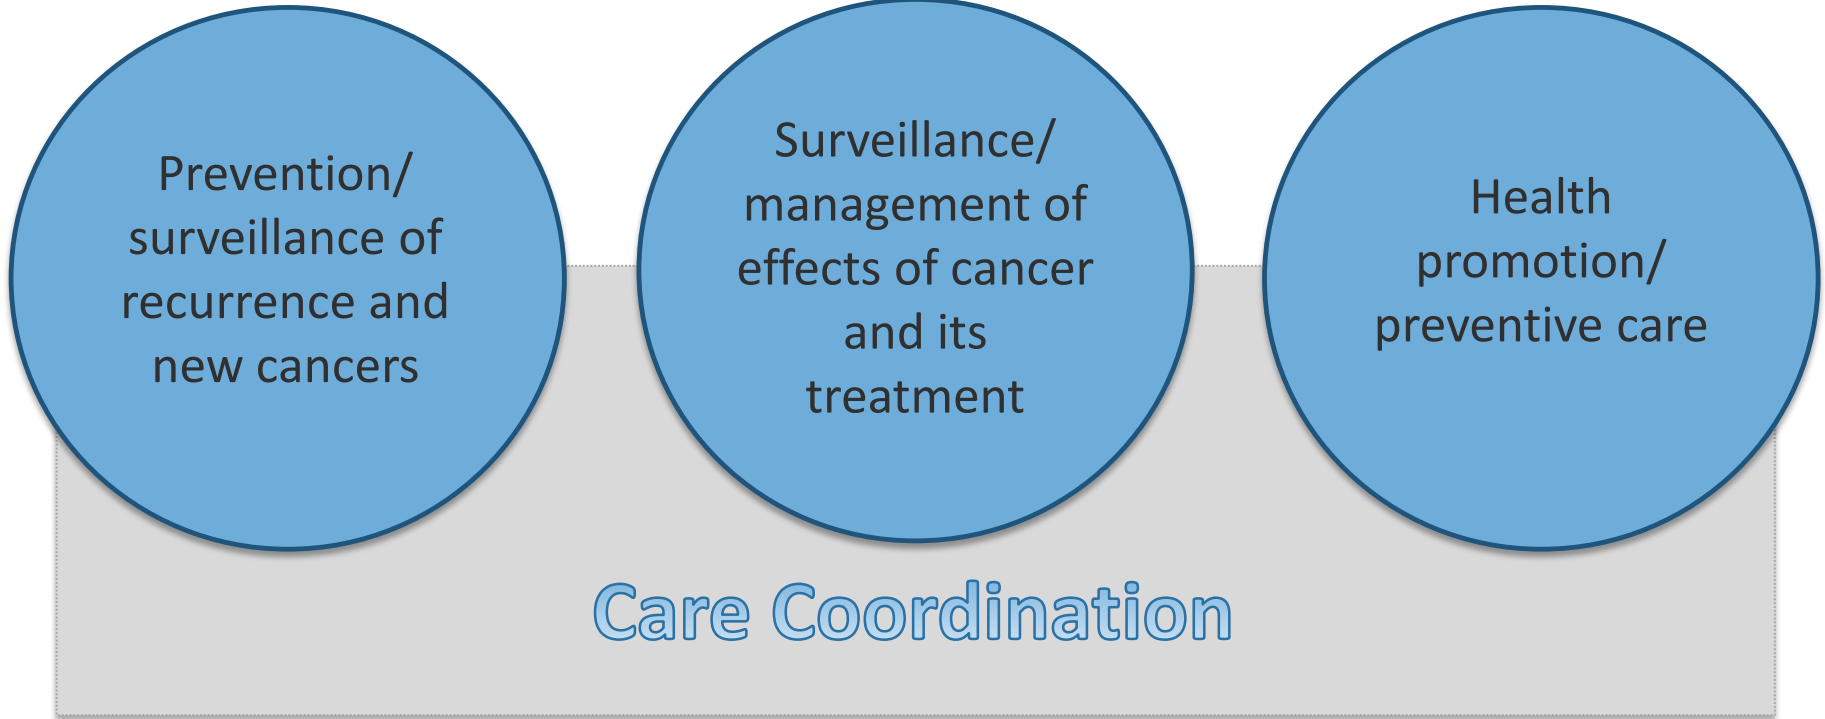 Prevention/
surveillance of
recurrence and
new cancers
Surveillance/
management of
effects of cancer
and its
treatment
Health
promotion/
preventive care
Care Coordination